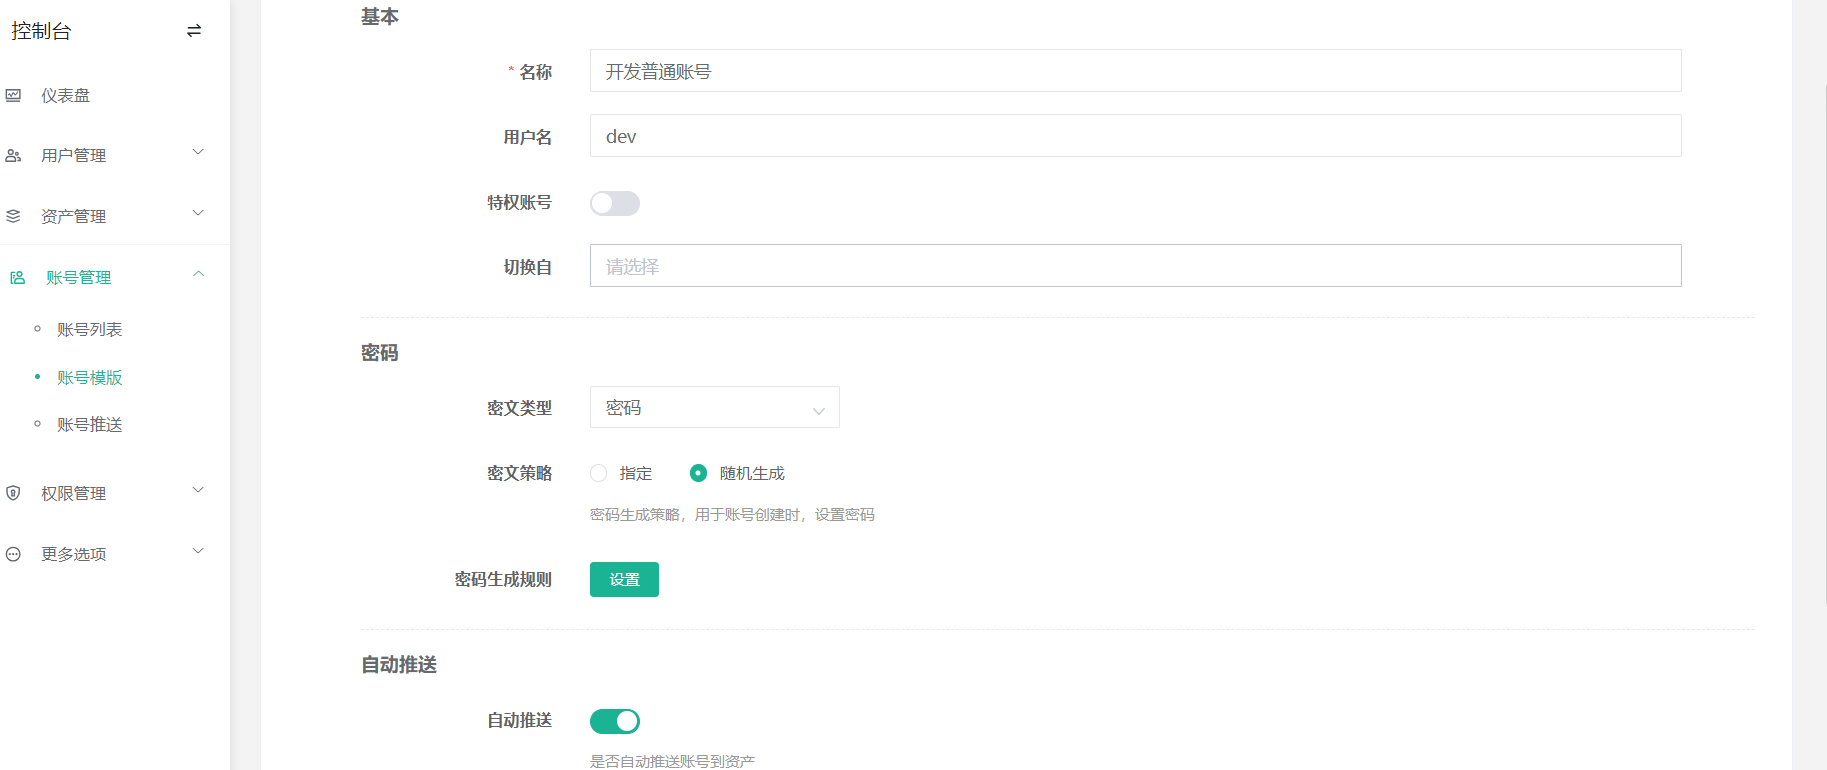 控制台
仪表盘
用户管理
资产管理
账号管理
账号列表
账号模版
账号推送
权限管理
更多选项
基本
* 名称 开发普通账号
用户名 dev
特权账号
切换自 请选择
密码
密文类型 密码
密文策略 指定 随机生成
密码生成策略，用于账号创建时，设置密码
密码生成规则 设置
自动推送
自动推送
是否自动推送账号到资产